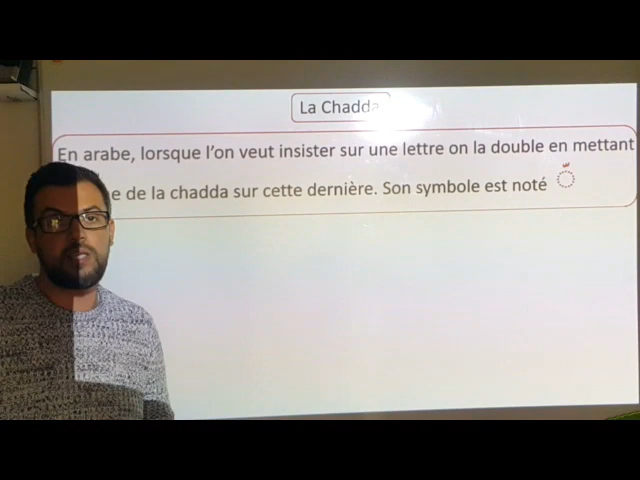 La Chadda
En arabe, lorsque l’on veut insister sur une lettre on la double en mettant
e de la chadda sur cette dernière. Son symbole est noté ّ